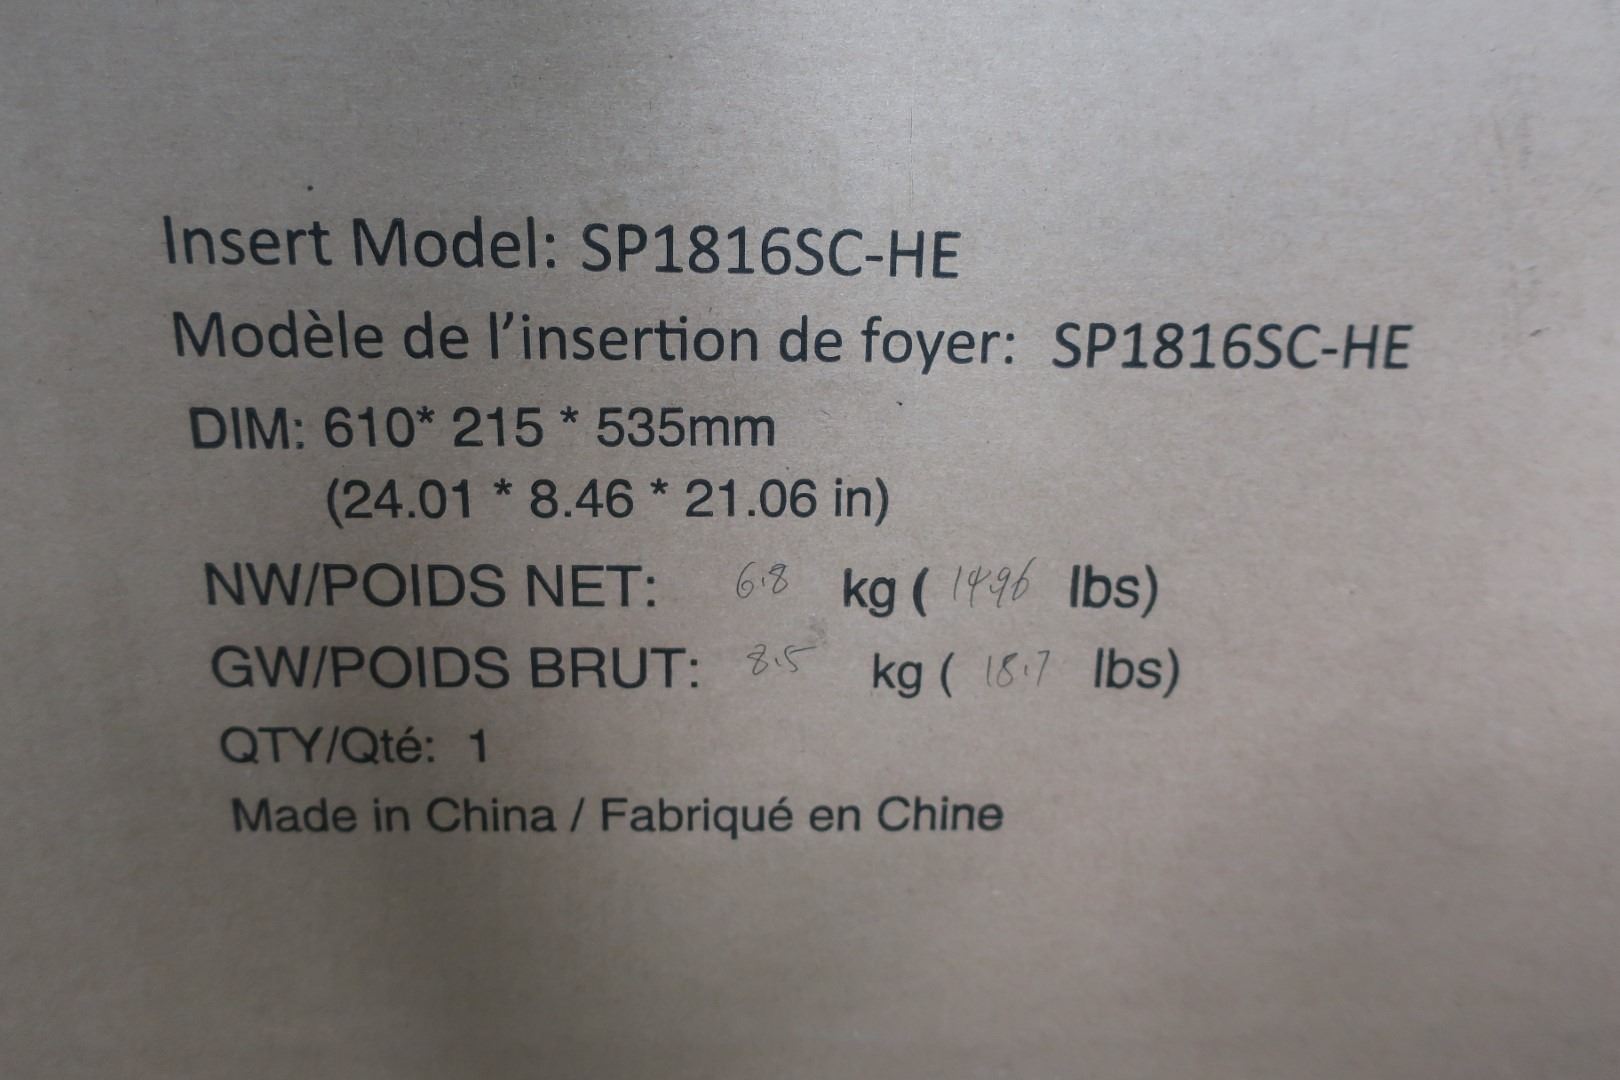 Insert Model: SP1816SC-HE
Modèle de l’insertion de foyer: SP1816SC-HE
DIM: 610* 215 * 535mm
(24.01 * 8.46 * 21.06 in)
NW/POIDS NET: 6.8 kg ( 14.96 lbs)
GW/POIDS BRUT: 8.5 kg ( 18.7 lbs)
QTY/Qté: 1
Made in China / Fabriqué en Chine